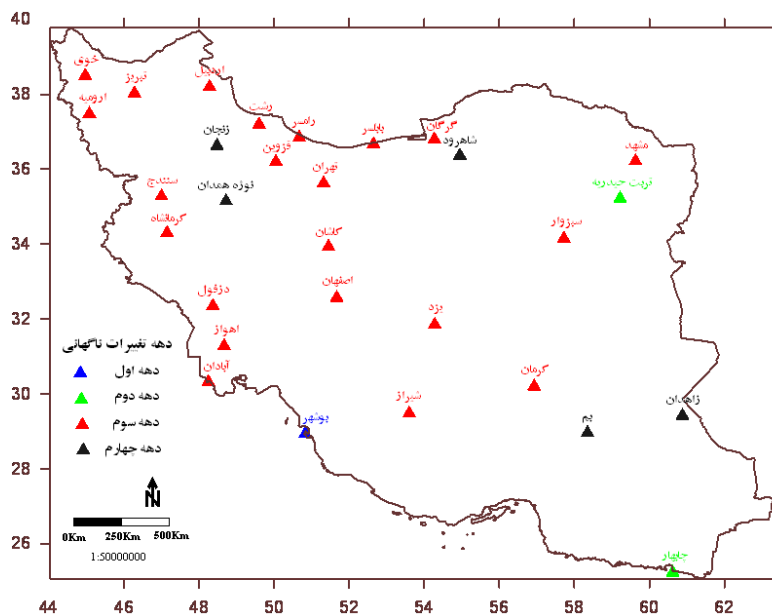 40
خوی
تبریز
اردبیل
38
ارومیه
رشت
رامسر
بابلسر
گرگان
زنجان
قزوین
شاهرود
مشهد
36
تهران
سنندج
نوژه همدان
تربت حیدریه
کرمانشاه
سبزوار
34
کاشان
اصفهان
دزفول
یزد
32
اهواز
دهه تغییرات ناگهانی
آبادان
دهه اول
کرمان
30
دهه دوم
شیراز
زاهدان
دهه سوم
بوشهر
بم
دهه چهارم
28
N
0Km 250Km 500Km
1:50000000
26
چابهار
44 46 48 50 52 54 56 58 60 62